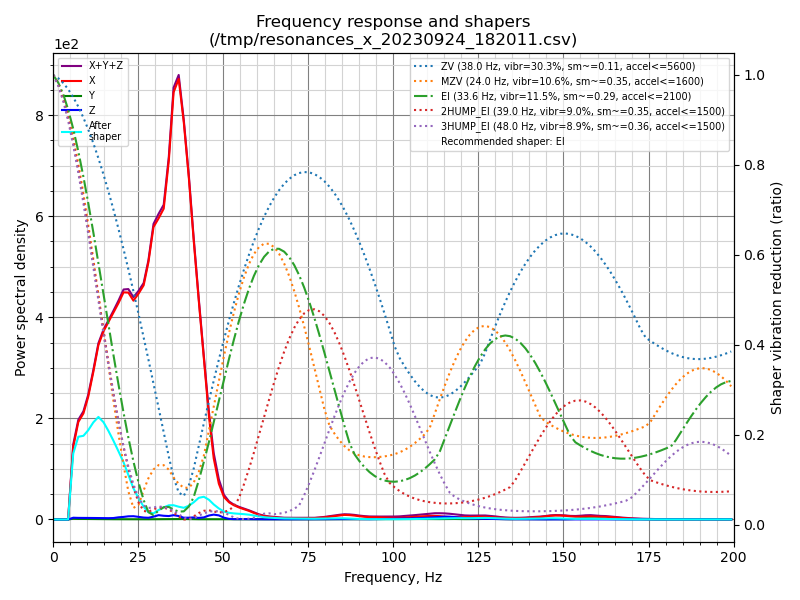 Frequency response and shapers
(/tmp/resonances_x_20230924_182011.csv)
1e2
X+Y+Z
X
Y
Z
After
shaper
ZV (38.0 Hz, vibr=30.3%, sm~=0.11, accel<=5600)
MZV (24.0 Hz, vibr=10.6%, sm~=0.35, accel<=1600)
EI (33.6 Hz, vibr=11.5%, sm~=0.29, accel<=2100)
2HUMP_EI (39.0 Hz, vibr=9.0%, sm~=0.35, accel<=1500)
3HUMP_EI (48.0 Hz, vibr=8.9%, sm~=0.36, accel<=1500)
Recommended shaper: EI
Power spectral density
8
6
4
2
0
1.0
0.8
0.6
0.4
0.2
0.0
Shaper vibration reduction (ratio)
0 25 50 75 100 125 150 175 200
Frequency, Hz